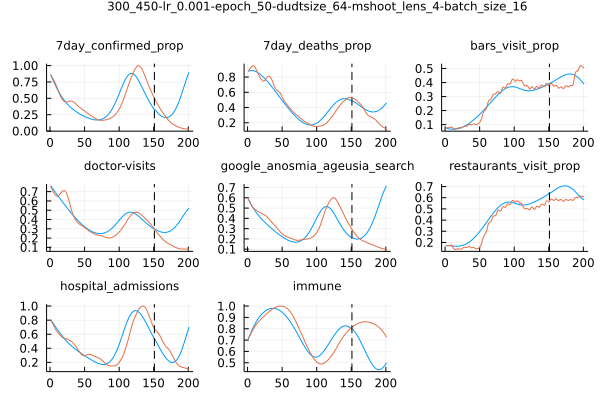 300_450-lr_0.001-epoch_50-dudtsize_64-mshoot_lens_4-batch_size_16
7day_confirmed_prop
7day_deaths_prop
bars_visit_prop
1.00
0.75
0.50
0.25
0.00
0 50 100 150 200
0.8
0.6
0.4
0.2
0 50 100 150 200
0.5
0.4
0.3
0.2
0.1
0 50 100 150 200
doctor-visits
google_anosmia_ageusia_search
restaurants_visit_prop
0.7
0.6
0.5
0.4
0.3
0.2
0.1
0 50 100 150 200
0.6
0.5
0.4
0.3
0.2
0.1
0 50 100 150 200
0.7
0.6
0.5
0.4
0.3
0.2
0 50 100 150 200
hospital_admissions
immune
1.0
0.8
0.6
0.4
0.2
0 50 100 150 200
1.0
0.9
0.8
0.7
0.6
0.5
0 50 100 150 200